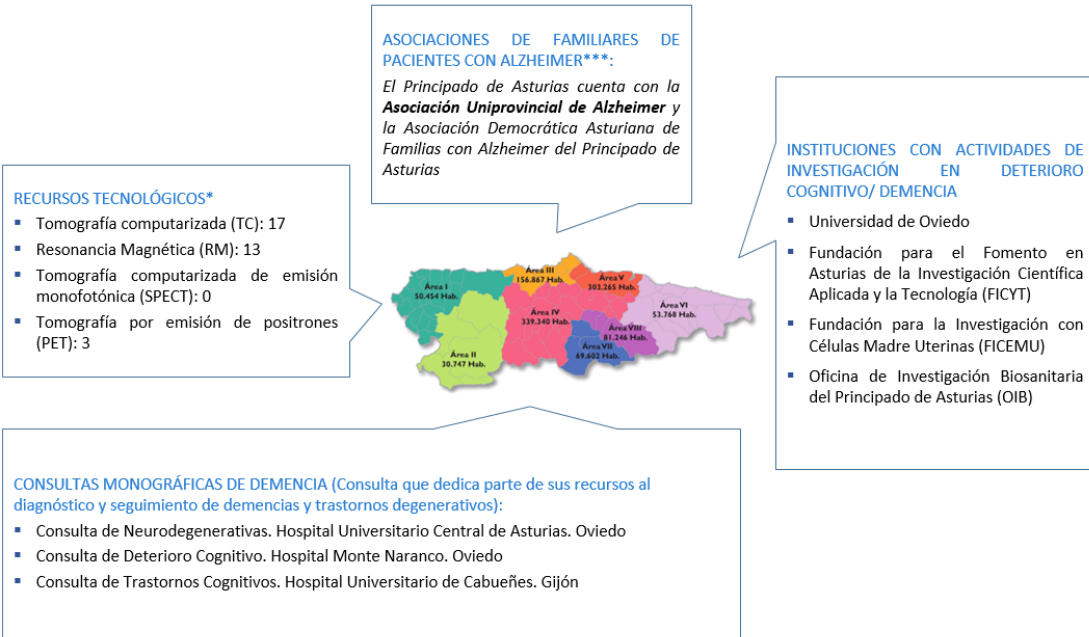 ASOCIACIONES DE FAMILIARES DE
PACIENTES CON ALZHEIMER***:
El Principado de Asturias cuenta con la
Asociación Uniprovincial de Alzheimer y
la Asociación Democrática Asturiana de
Familias con Alzheimer del Principado de
Asturias
RECURSOS TECNOLÓGICOS*
▪ Tomografía computarizada (TC): 17
▪ Resonancia Magnética (RM): 13
▪ Tomografía computarizada de emisión
monofotónica (SPECT): 0
▪ Tomografía por emisión de positrones
(PET): 3
INSTITUCIONES CON ACTIVIDADES DE
INVESTIGACIÓN EN DETERIORO
COGNITIVO/ DEMENCIA
▪ Universidad de Oviedo
▪ Fundación para el Fomento en
Asturias de la Investigación Científica
Aplicada y la Tecnología (FICYT)
▪ Fundación para la Investigación con
Células Madre Uterinas (FICEMU)
▪ Oficina de Investigación Biosanitaria
del Principado de Asturias (OIB)
Área I
50.454 Hab.
Área II
30.747 Hab.
Área III
156.867 Hab.
Área IV
339.340 Hab.
Área V
303.265 Hab.
Área VI
53.768 Hab.
Área VII
69.602 Hab.
Área VIII
81.246 Hab.
CONSULTAS MONOGRÁFICAS DE DEMENCIA (Consulta que dedica parte de sus recursos al
diagnóstico y seguimiento de demencias y trastornos degenerativos):
▪ Consulta de Neurodegenerativas. Hospital Universitario Central de Asturias. Oviedo
▪ Consulta de Deterioro Cognitivo. Hospital Monte Naranco. Oviedo
▪ Consulta de Trastornos Cognitivos. Hospital Universitario de Cabueñes. Gijón